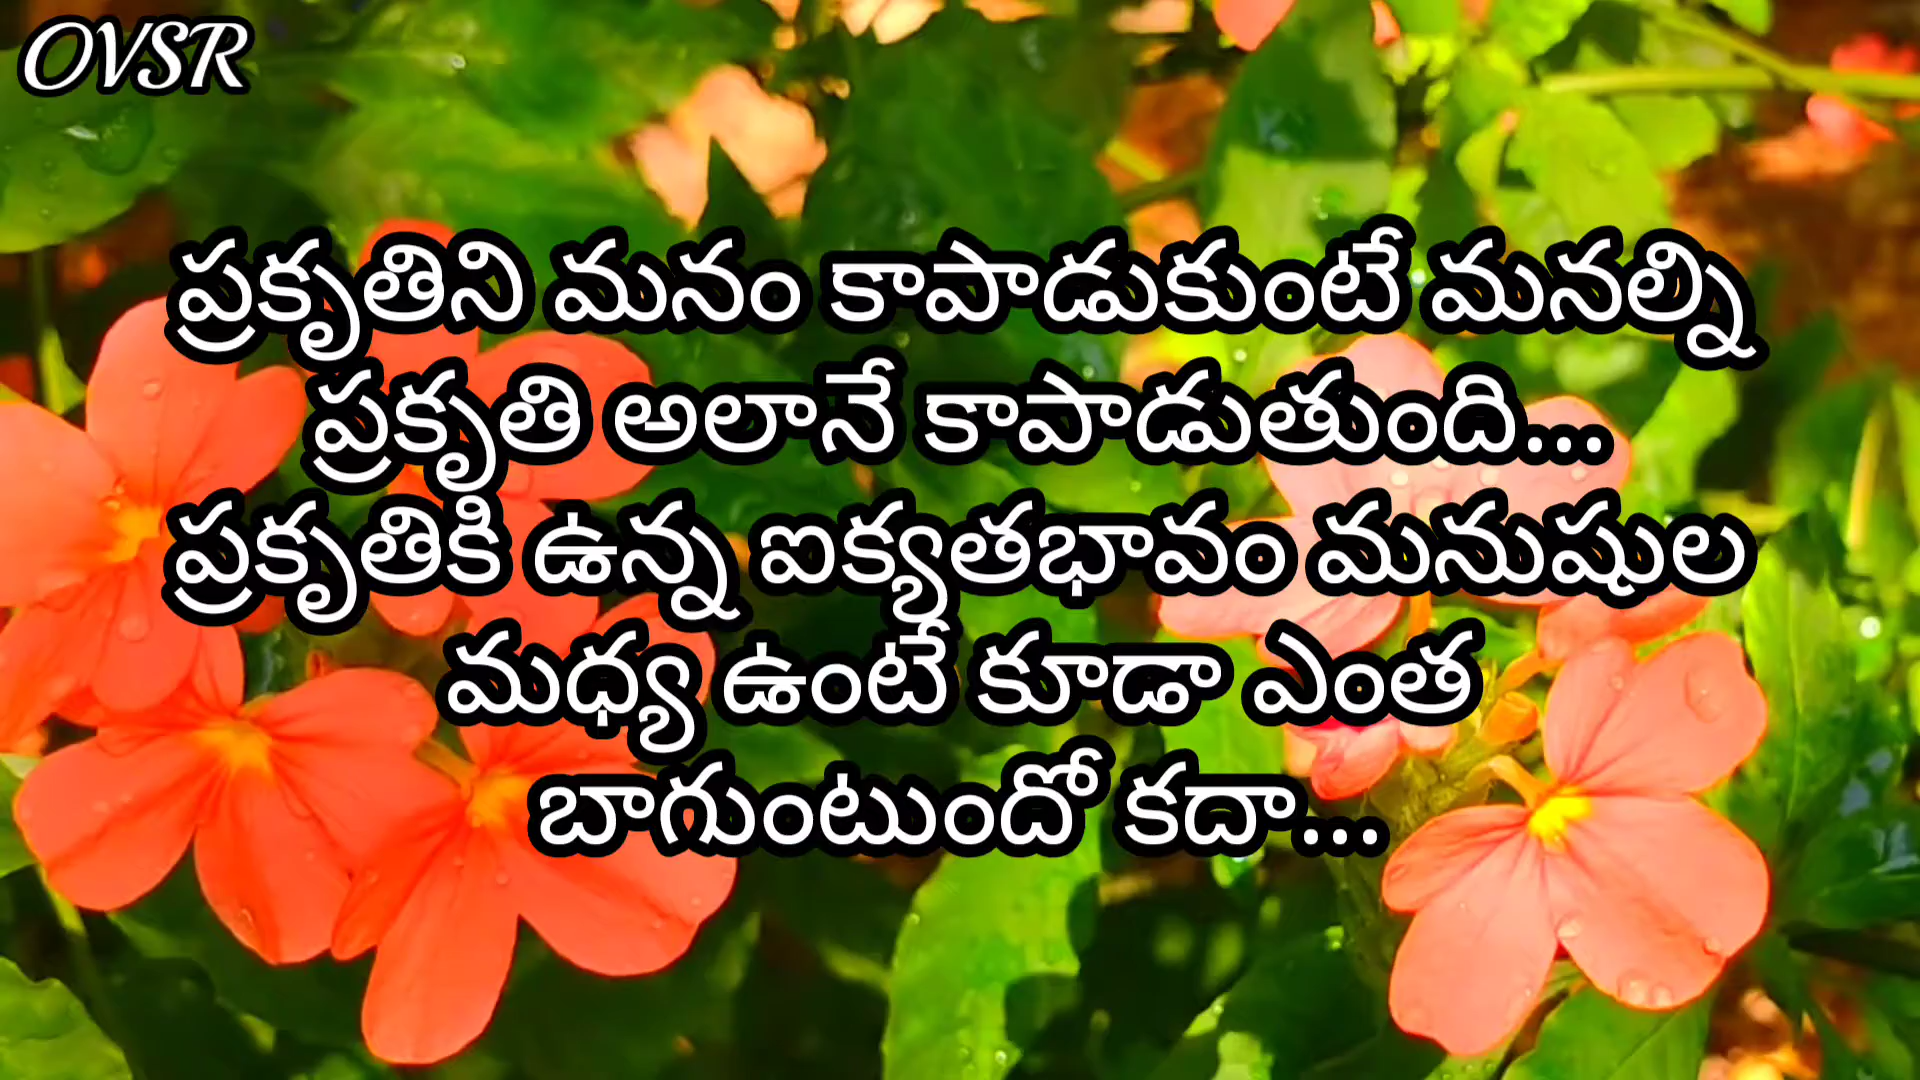 OVSR
ప్రకృతిని మనం కాపాడుకుంటే మనల్ని
ప్రకృతి అలానే కాపాడుతుంది...
ప్రకృతికి ఉన్న ఐక్యతభావం మనుషుల
మధ్య ఉంటే కూడా ఎంత
బాగుంటుందో కదా...